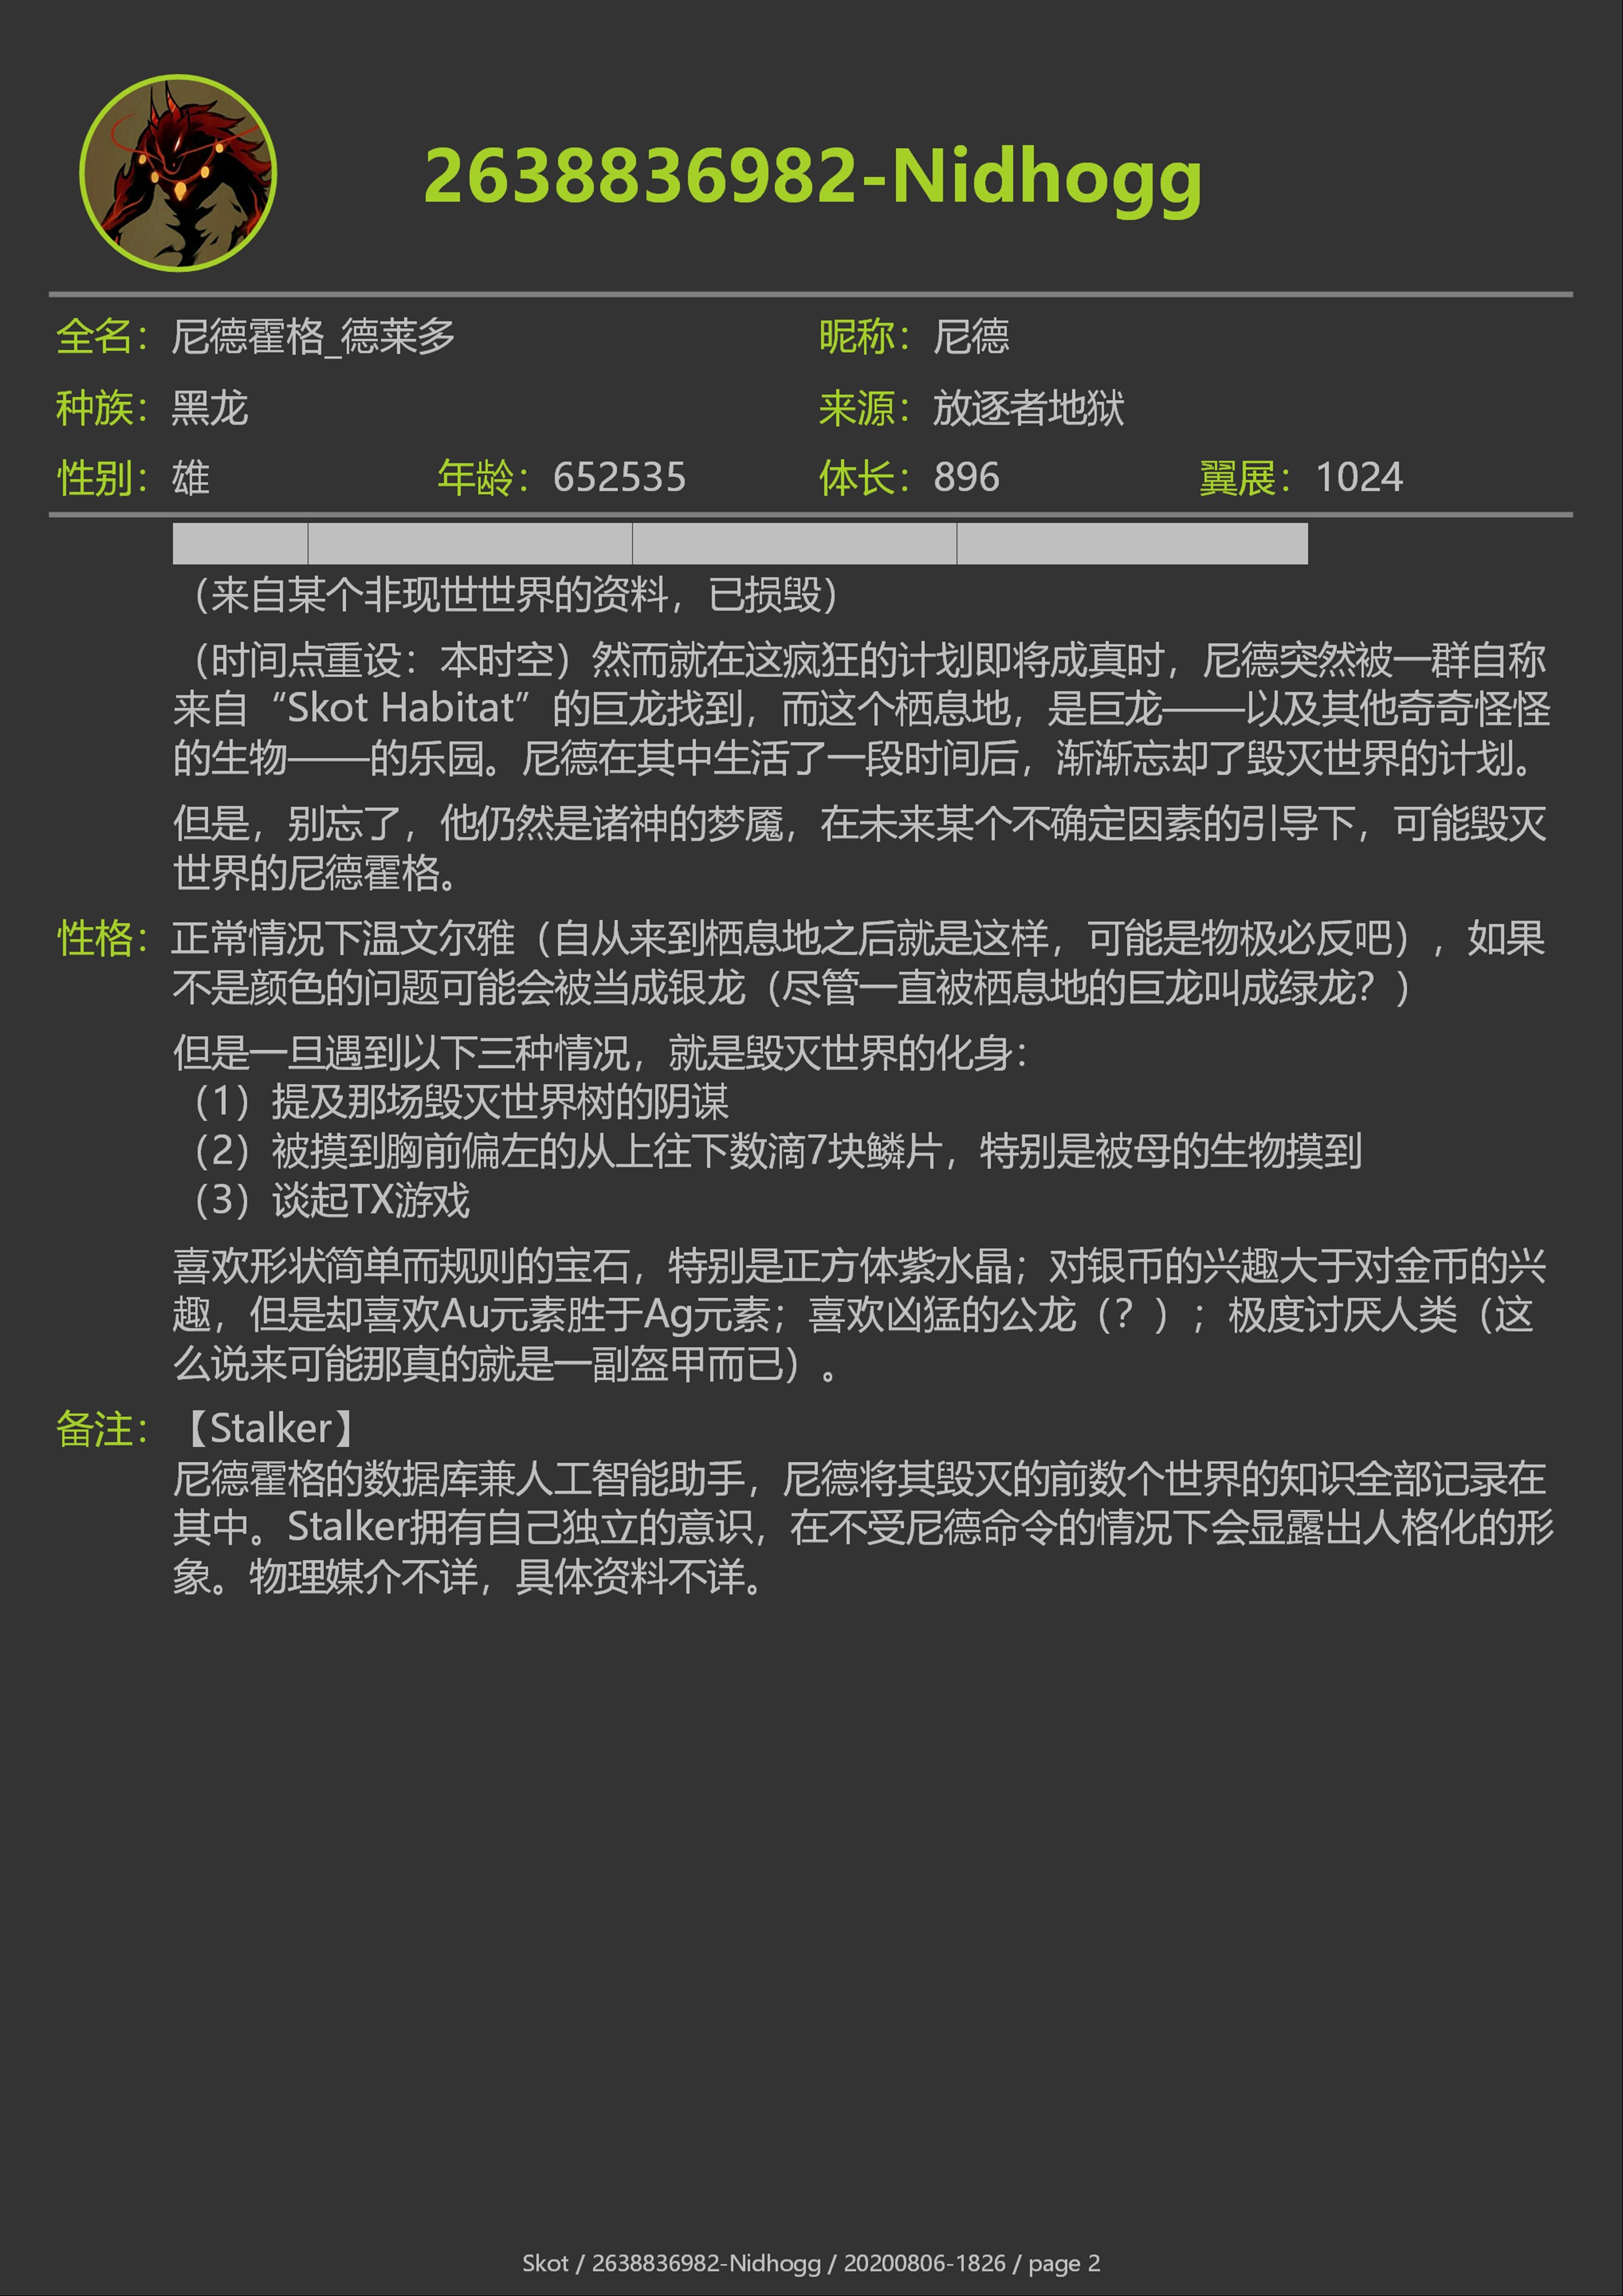 2638836982-Nidhogg
全名：尼德霍格_德莱多 昵称：尼德
种族：黑龙 来源：放逐者地狱
性别：雄 年龄：652535 体长：896 翼展：1024
（来自某个非现世世界的资料，已损毁）
（时间点重设：本时空）然而就在这疯狂的计划即将成真时，尼德突然被一群自称
来自“Skot Habitat”的巨龙找到，而这个栖息地，是巨龙——以及其他奇奇怪怪
的生物——的乐园。尼德在其中生活了一段时间后，渐渐忘却了毁灭世界的计划。
但是，别忘了，他仍然是诸神的梦魇，在未来某个不确定因素的引导下，可能毁灭
世界的尼德霍格。
性格：正常情况下温文尔雅（自从来到栖息地之后就是这样，可能是物极必反吧），如果
不是颜色的问题可能会被当成银龙（尽管一直被栖息地的巨龙叫成绿龙？）
但是一旦遇到以下三种情况，就是毁灭世界的化身：
（1）提及那场毁灭世界树的阴谋
（2）被摸到胸前偏左的从上往下数滴7块鳞片，特别是被母的生物摸到
（3）谈起TX游戏
喜欢形状简单而规则的宝石，特别是正方体紫水晶；对银币的兴趣大于对金币的兴
趣，但是却喜欢Au元素胜于Ag元素；喜欢凶猛的公龙（？）；极度讨厌人类（这
么说来可能那真的就是一副盔甲而已）。
备注：【Stalker】
尼德霍格的数据库兼人工智能助手，尼德将其毁灭的前数个世界的知识全部记录在
其中。Stalker拥有自己独立的意识，在不受尼德命令的情况下会显露出人格化的形
象。物理媒介不详，具体资料不详。
Skot / 2638836982-Nidhogg / 20200806-1826 / page 2